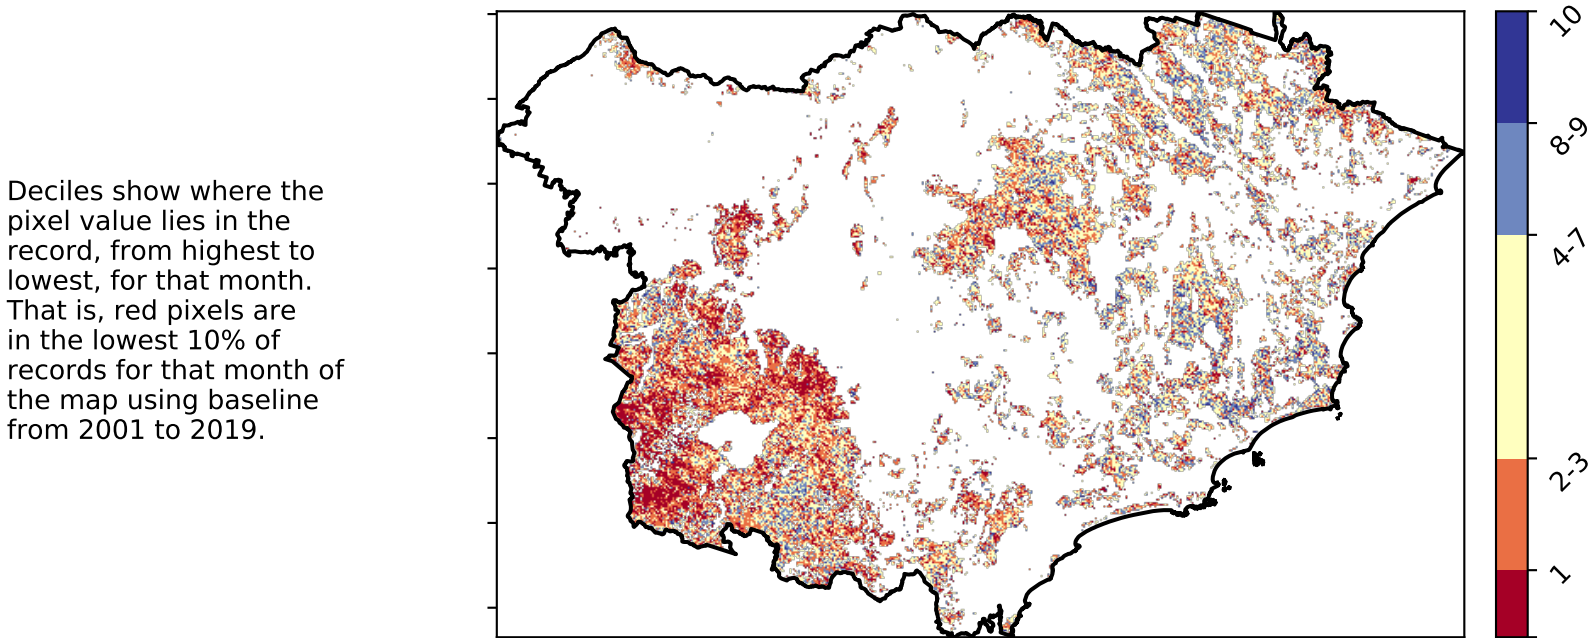 Deciles show where the
pixel value lies in the
record, from highest to
lowest, for that month.
That is, red pixels are
in the lowest 10% of
records for that month of
the map using baseline
from 2001 to 2019.
10
8-9
4-7
2-3
1